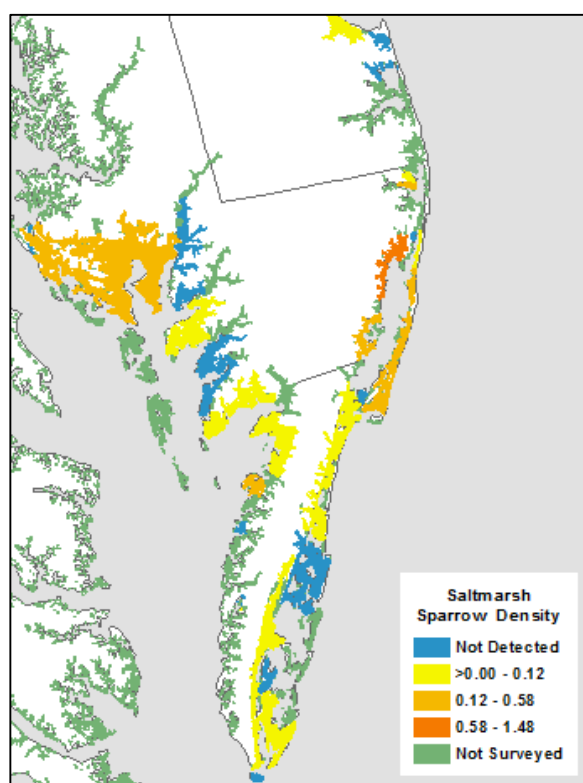 Saltmarsh
Sparrow Density
Not Detected
>0.00 - 0.12
0.12 - 0.58
0.58 - 1.48
Not Surveyed